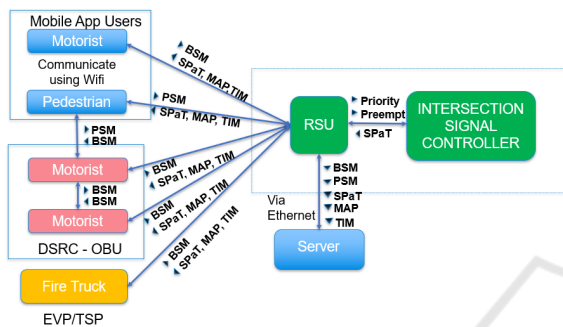 Mobile App Users
Motorist
Communicate
using Wifi
Pedestrian
PSM
BSM
Motorist
BSM
BSM
Motorist
DSRC - OBU
Fire Truck
EVP/TSP
BSM
SPaT, MAP,TIM
PSM
SPaT, MAP, TIM
BSM
SPaT, MAP, TIM
BSM
SPaT, MAP, TIM
BSM
SPaT, MAP, TIM
RSU
Priority
Preempt
SPaT
INTERSECTION
SIGNAL
CONTROLLER
Via
Ethernet
BSM
PSM
SPaT
MAP
TIM
Server